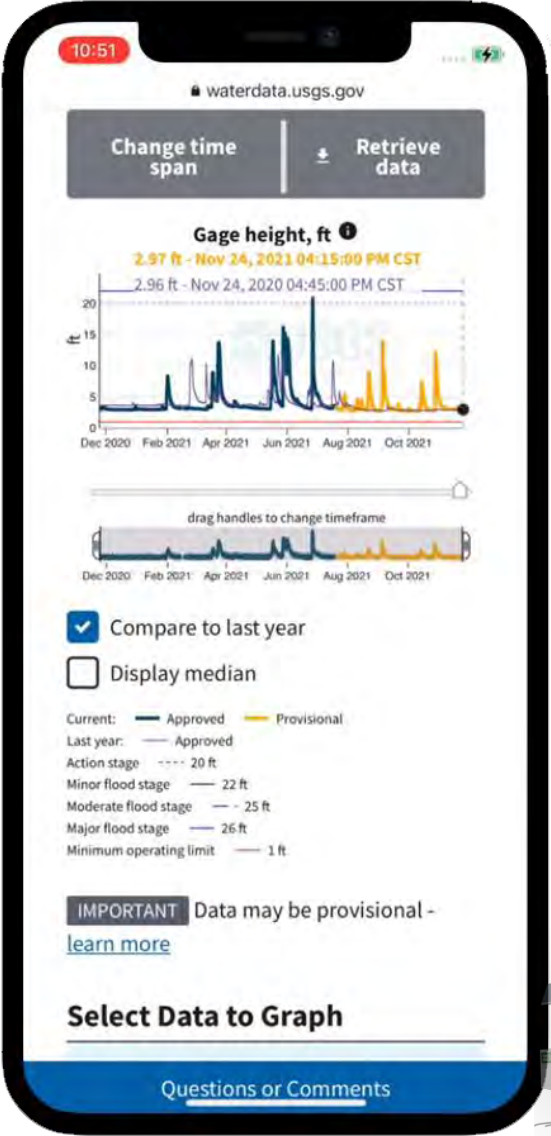 10:51
waterdata.usgs.gov
Change time span
Retrieve data
Gage height, ft
2.97 ft - Nov 24, 2021 04:15:00 PM CST
2.96 ft - Nov 24, 2020 04:45:00 PM CST
ft
20
15
10
5
0
Dec 2020 Feb 2021 Apr 2021 Jun 2021 Aug 2021 Oct 2021
drag handles to change timeframe
Dec 2020 Feb 2021 Apr 2021 Jun 2021 Aug 2021 Oct 2021
Compare to last year
Display median
Current: Approved Provisional
Last year: Approved
Action stage 20 ft
Minor flood stage 22 ft
Moderate flood stage 25 ft
Major flood stage 26 ft
Minimum operating limit 1 ft
IMPORTANT Data may be provisional -
learn more
Select Data to Graph
Questions or Comments